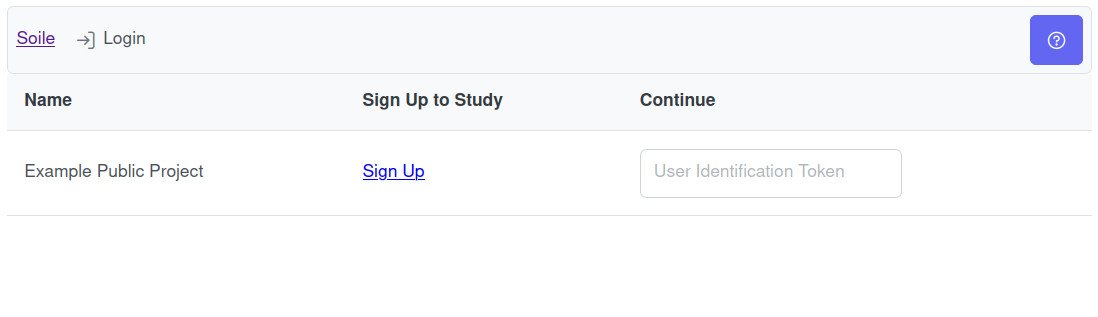 Soile Login
Name Sign Up to Study Continue
Example Public Project Sign Up User Identification Token